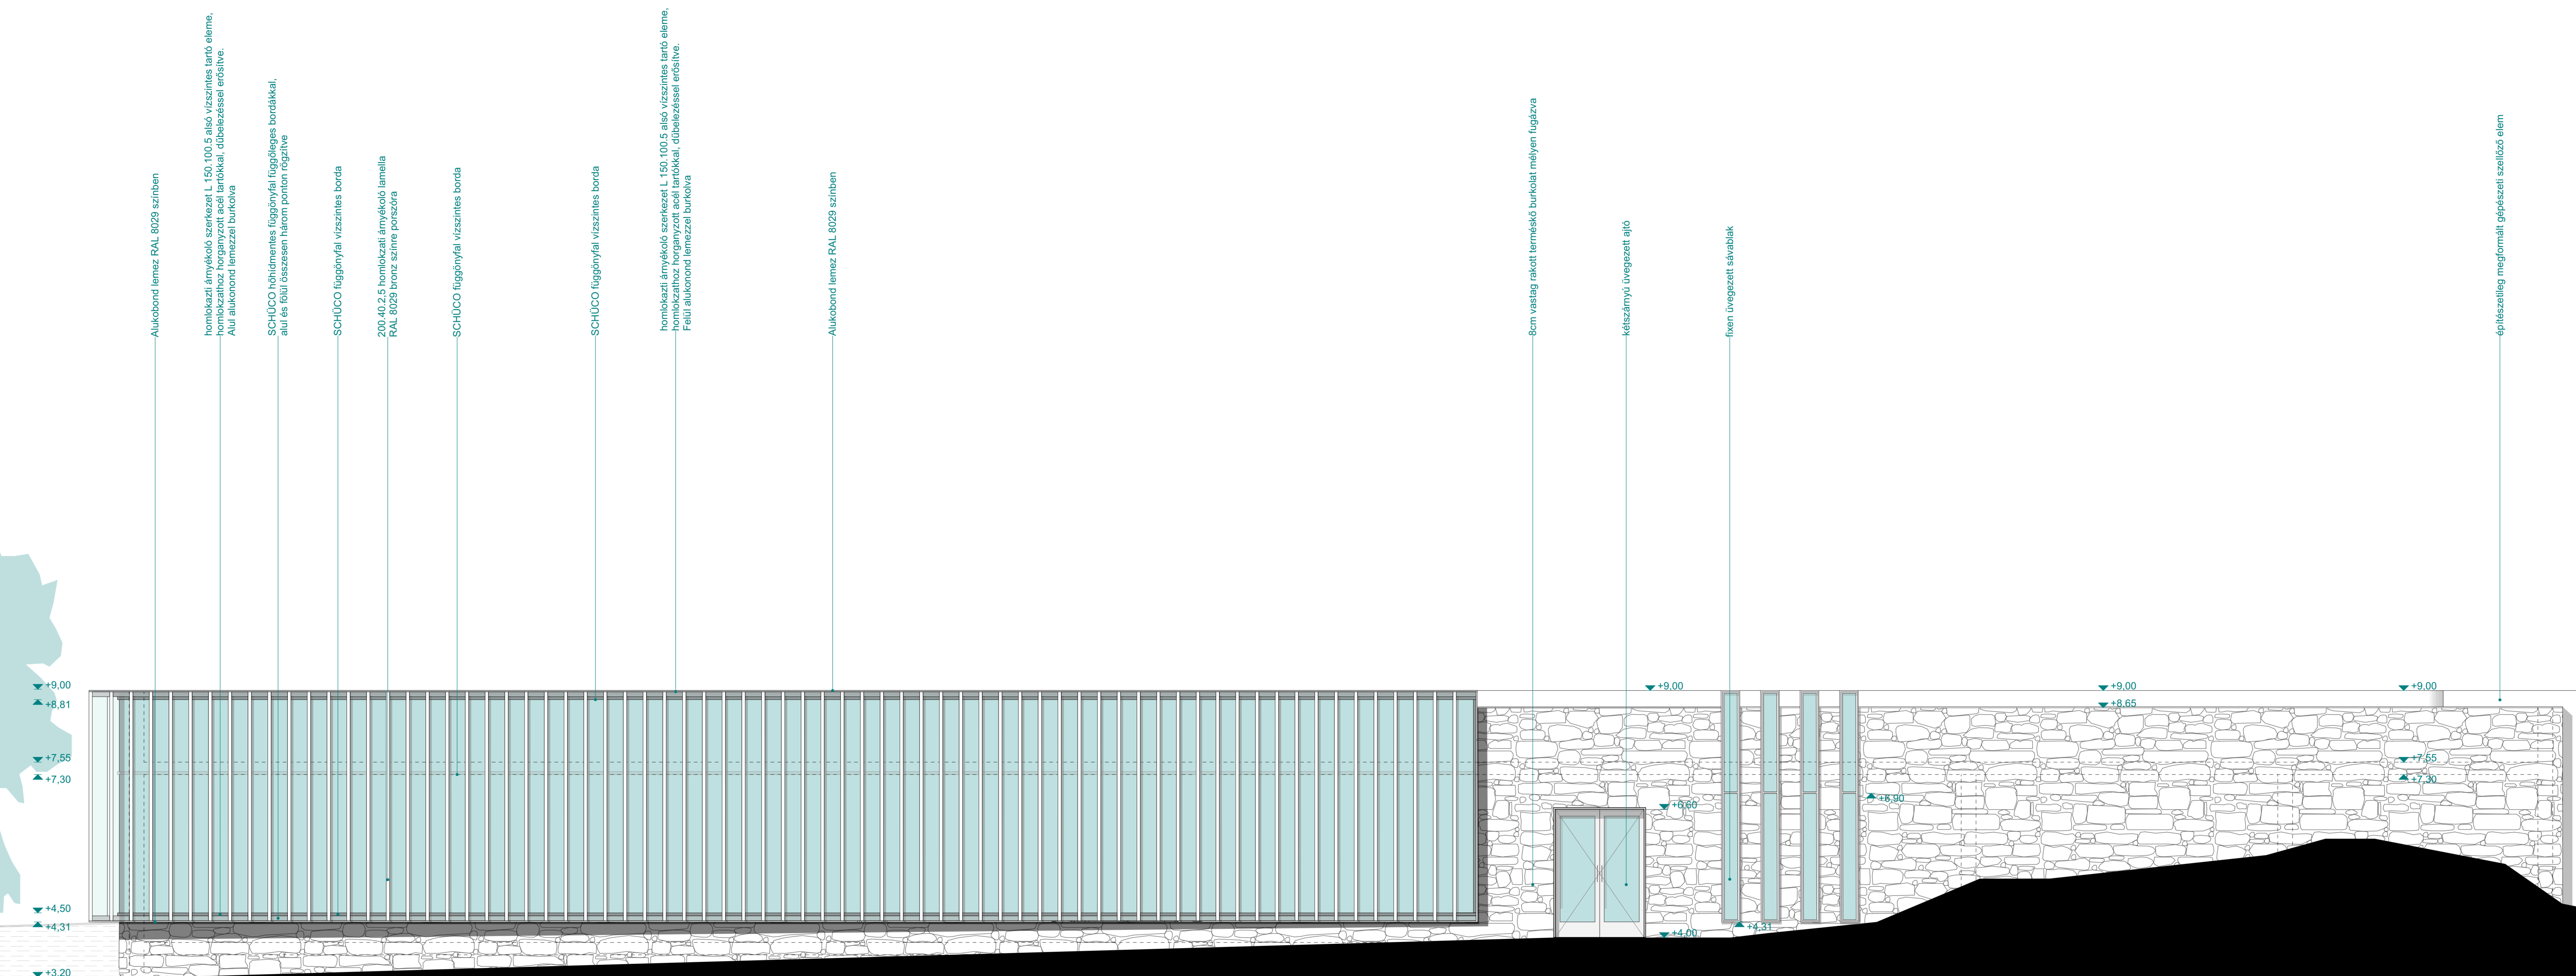 Alukobond lemez RAL 8029 színben
homlokazti árnyékoló szerkezet L 150.100.5 alsó vízszintes tartó eleme,
homlokzathoz horganyzott acél tartókkal, dűbelezéssel erősítve.
Alul alukonond lemezzel burkolva
SCHÜCO hőhídmentes függönyfal függőleges bordákkal,
alul és fölül összesen három ponton rögzítve
SCHÜCO függönyfal vízszintes borda
200.40.2,5 homlokzati árnyékoló lamella
RAL 8029 bronz színre porszóra
SCHÜCO függönyfal vízszintes borda
SCHÜCO függönyfal vízszintes borda
homlokazti árnyékoló szerkezet L 150.100.5 alsó vízszintes tartó eleme,
homlokzathoz horganyzott acél tartókkal, dűbelezéssel erősítve.
Felül alukonond lemezzel burkolva
Alukobond lemez RAL 8029 színben
8cm vastag rakott terméskő burkolat mélyen fugázva
kétszárnyú üvegezett ajtó
fixen üvegezett sávablak
építészetileg megformált gépészeti szellőző elem
+9,00
+8,81
+7,55
+7,30
+4,50
+4,31
+3,20
+9,00
+6,60
+4,00
+4,31
+6,90
+9,00
+8,65
+9,00
+7,55
+7,30